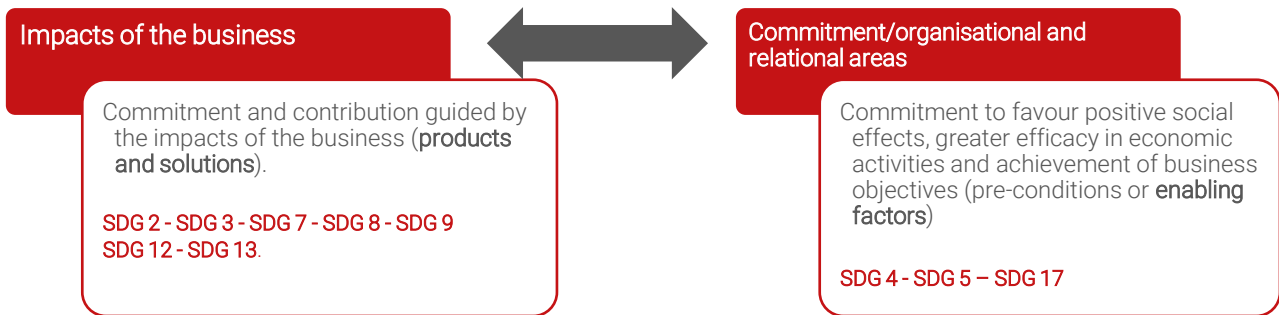 Impacts of the business
Commitment and contribution guided by
the impacts of the business (products
and solutions).
SDG 2 - SDG 3 - SDG 7 - SDG 8 - SDG 9
SDG 12 - SDG 13.
Commitment/organisational and
relational areas
Commitment to favour positive social
effects, greater efficacy in economic
activities and achievement of business
objectives (pre-conditions or enabling
factors)
SDG 4 - SDG 5 – SDG 17